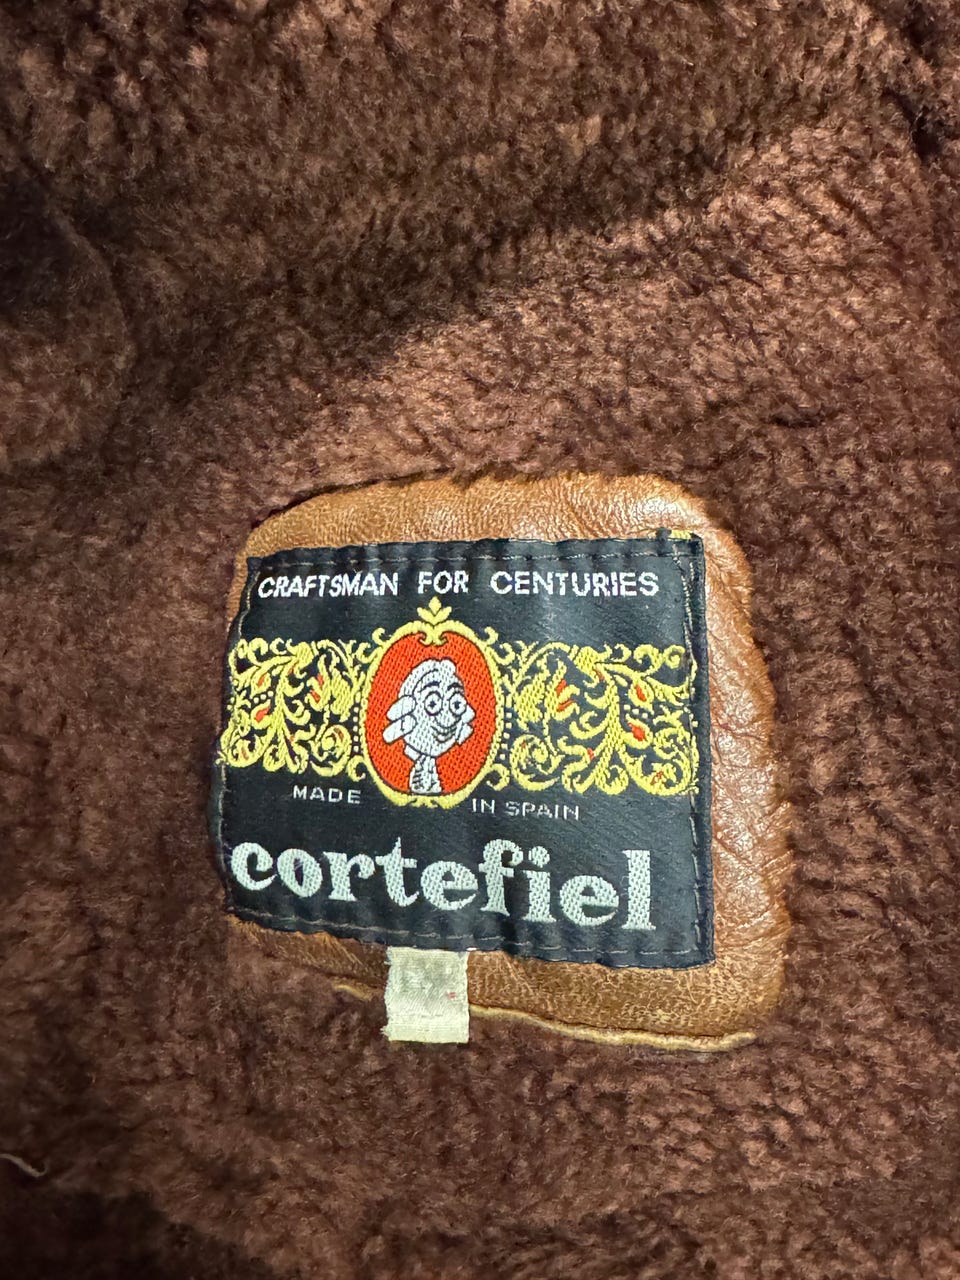 CRAFTSMAN FOR CENTURIES
MADE IN SPAIN
cortefiel